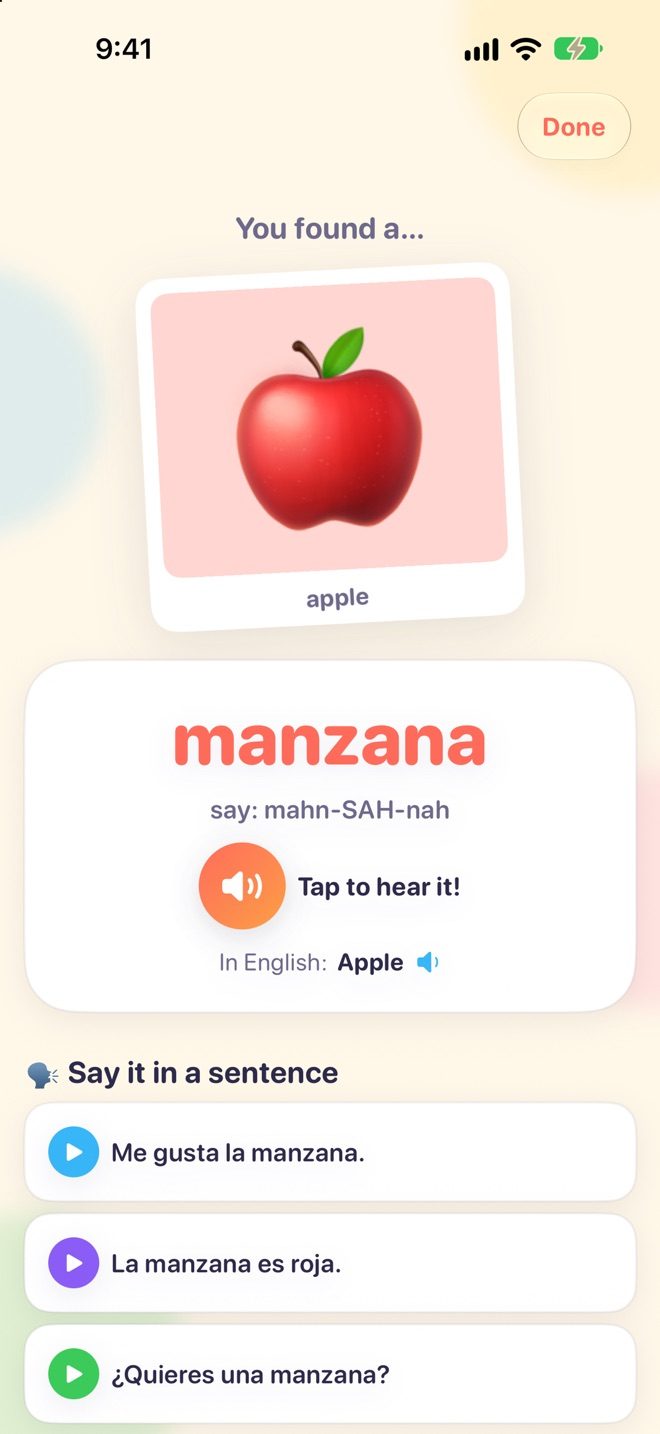 9:41
Done
You found a...
apple
manzana
say: mahn-SAH-nah
Tap to hear it!
In English: Apple
Say it in a sentence
Me gusta la manzana.
La manzana es roja.
¿Quieres una manzana?